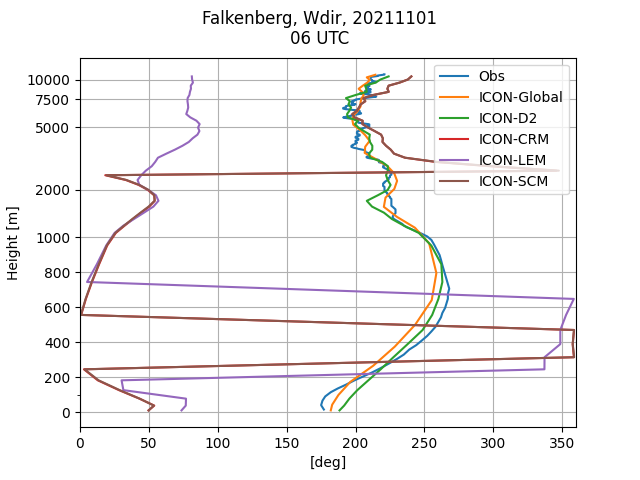 Falkenberg, Wdir, 20211101
06 UTC
Height [m]
10000
7500
5000
2000
1000
800
600
400
200
0
Obs
ICON-Global
ICON-D2
ICON-CRM
ICON-LEM
ICON-SCM
0 50 100 150 200 250 300 350
[deg]